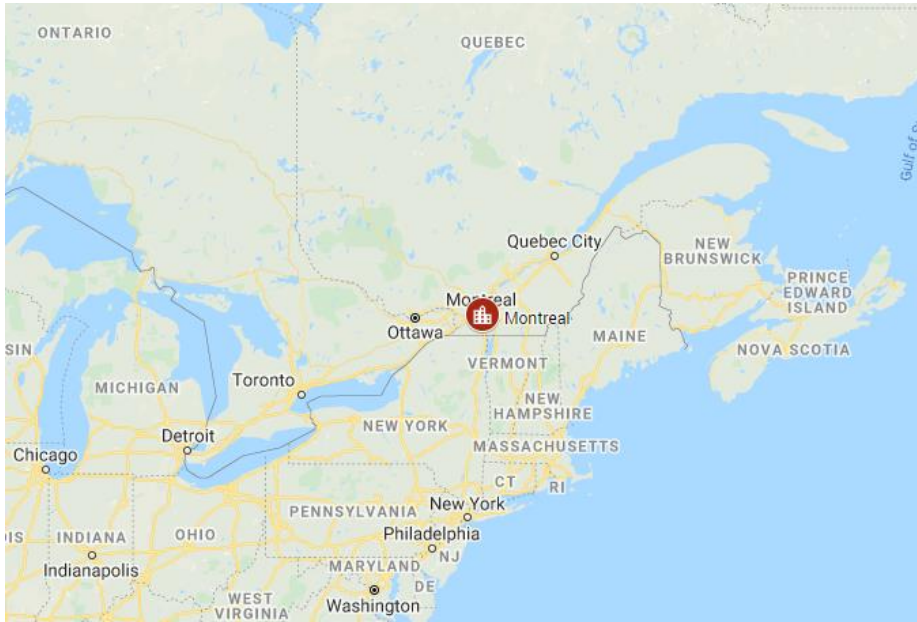 ONTARIO
QUEBEC
Gulf of
Quebec City
NEW
BRUNSWICK
PRINCE
EDWARD
ISLAND
Montreal
Montreal
Ottawa
MAINE
NOVA SCOTIA
SIN
VERMONT
MICHIGAN
Toronto
NEW
HAMPSHIRE
NEW YORK
Detroit
MASSACHUSETTS
Chicago
CT
RI
New York
PENNSYLVANIA
IS
INDIANA
OHIO
Philadelphia
NJ
Indianapolis
MARYLAND
DE
WEST
VIRGINIA
Washington